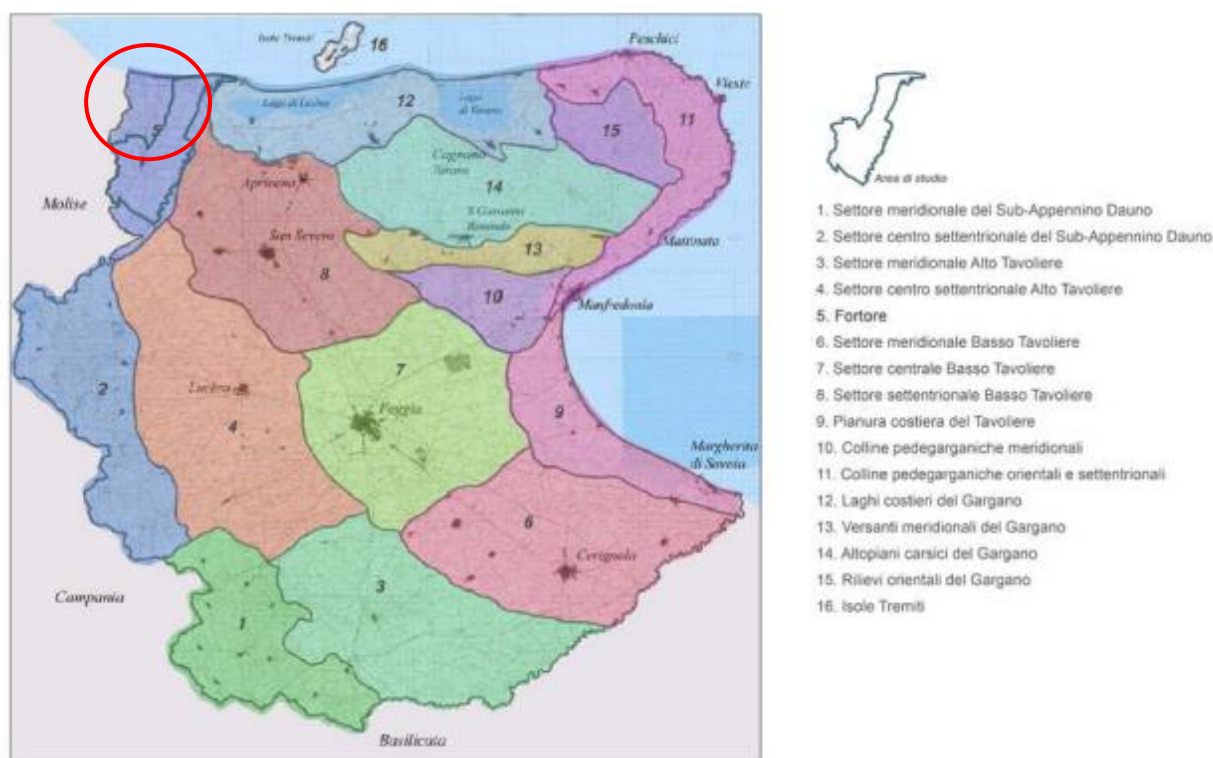 Isole Tremiti
16
Peschici
Vieste
Lago di Lesina
12
Lago
di Varano
15
11
5
Cagnano
Varano
Apricena
14
Molise
S. Giovanni
Rotondo
San Severo
13
Mattinata
8
10
Manfredonia
7
2
Lucera
Foggia
4
9
Margherita
di Savoia
6
Cerignola
3
Campania
1
Basilicata
Area di studio
1. Settore meridionale del Sub-Appennino Dauno
2. Settore centro settentrionale del Sub-Appennino Dauno
3. Settore meridionale Alto Tavoliere
4. Settore centro settentrionale Alto Tavoliere
5. Fortore
6. Settore meridionale Basso Tavoliere
7. Settore centrale Basso Tavoliere
8. Settore settentrionale Basso Tavoliere
9. Pianura costiera del Tavoliere
10. Colline pedegarganiche meridionali
11. Colline pedegarganiche orientali e settentrionali
12. Laghi costieri del Gargano
13. Versanti meridionali del Gargano
14. Altopiani carsici del Gargano
15. Rilievi orientali del Gargano
16. Isole Tremiti